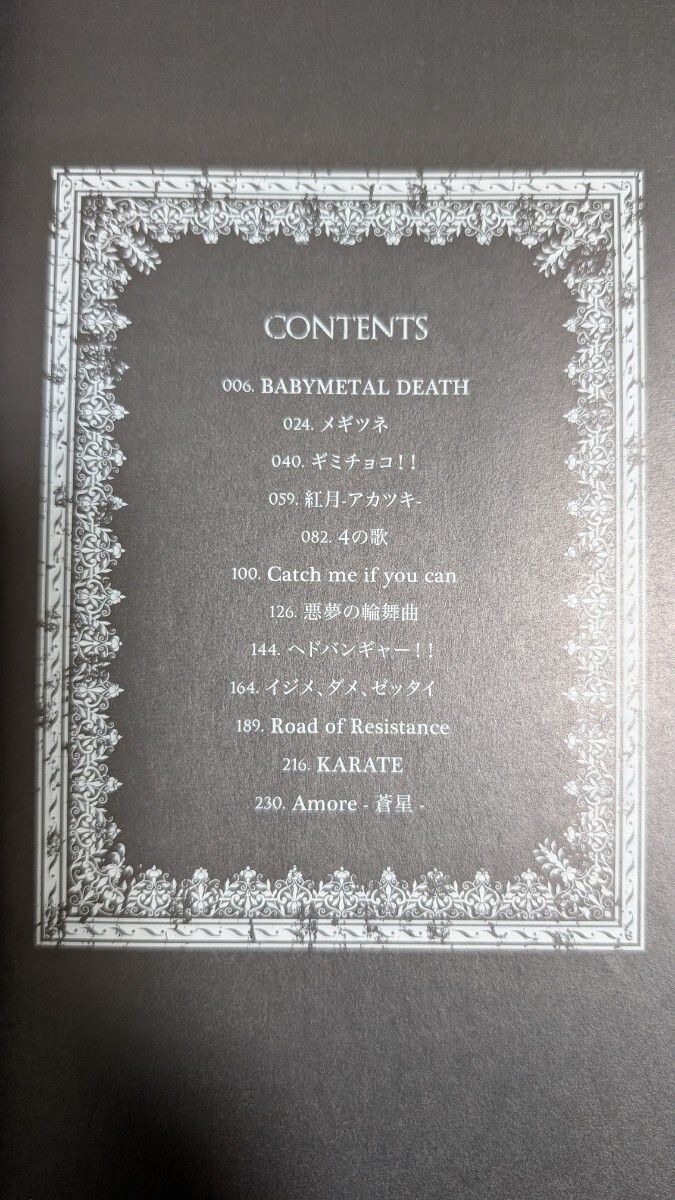 CONTENTS
006. BABYMETAL DEATH
024. メギツネ
040. ギミチョコ！！
059. 紅月-アカツキ-
082. 4の歌
100. Catch me if you can
126. 悪夢の輪舞曲
144. ヘドバンギャー！！
164. イジメ、ダメ、ゼッタイ
189. Road of Resistance
216. KARATE
230. Amore - 蒼星 -